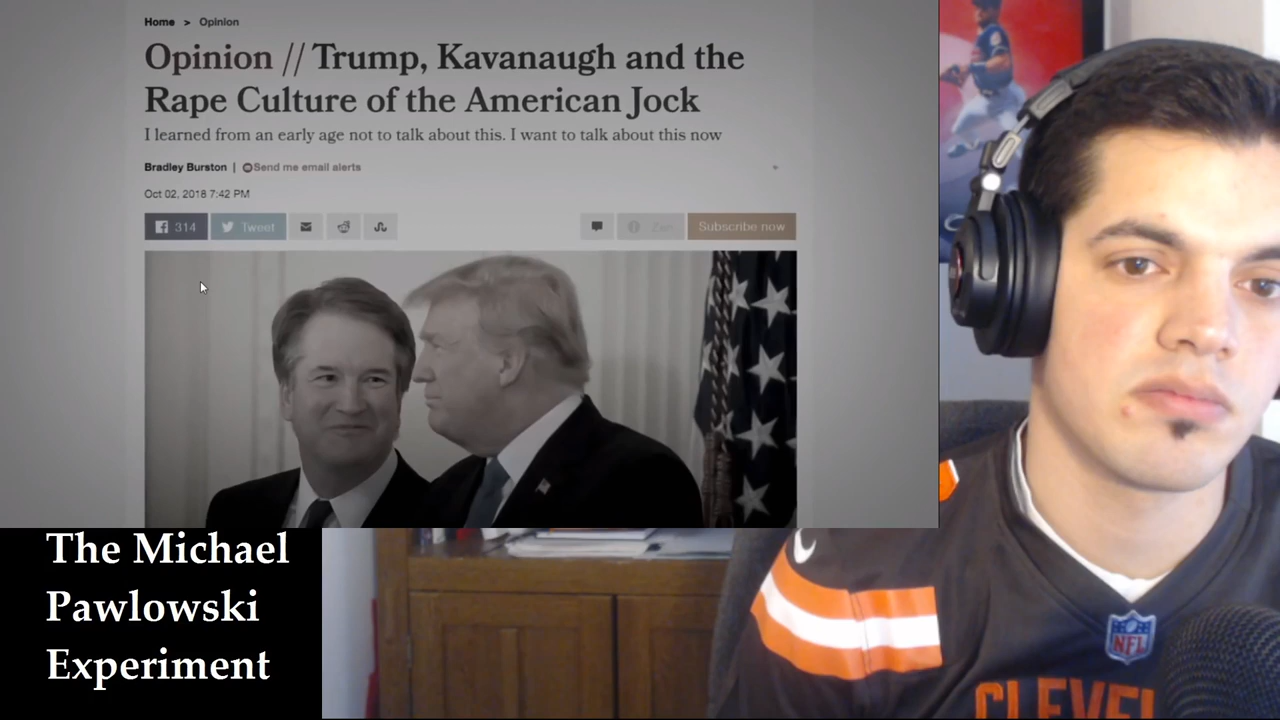 Home > Opinion
Opinion // Trump, Kavanaugh and the
Rape Culture of the American Jock
I learned from an early age not to talk about this. I want to talk about this now
Bradley Burston | Send me email alerts
Oct 02, 2018 7:42 PM
314 Tweet Zen Subscribe now
The Michael
Pawlowski
Experiment
NFL
CLEVEL